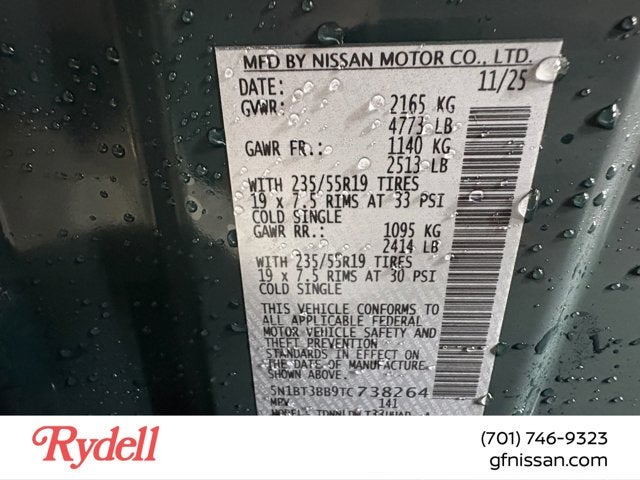 MFD BY NISSAN MOTOR CO., LTD.
DATE: 11/25
GVWR: 2165 KG
4773 LB
GAWR FR.: 1140 KG
2513 LB
WITH 235/55R19 TIRES
19 x 7.5 RIMS AT 33 PSI
COLD SINGLE
GAWR RR.: 1095 KG
2414 LB
WITH 235/55R19 TIRES
19 x 7.5 RIMS AT 30 PSI
COLD SINGLE
THIS VEHICLE CONFORMS TO
ALL APPLICABLE FEDERAL
MOTOR VEHICLE SAFETY AND
THEFT PREVENTION
STANDARDS IN EFFECT ON
THE DATE OF MANUFACTURE
SHOWN ABOVE.
5N1BT3BB9TC738264
MPV 141
Rydell
(701) 746-9323
gfnissan.com